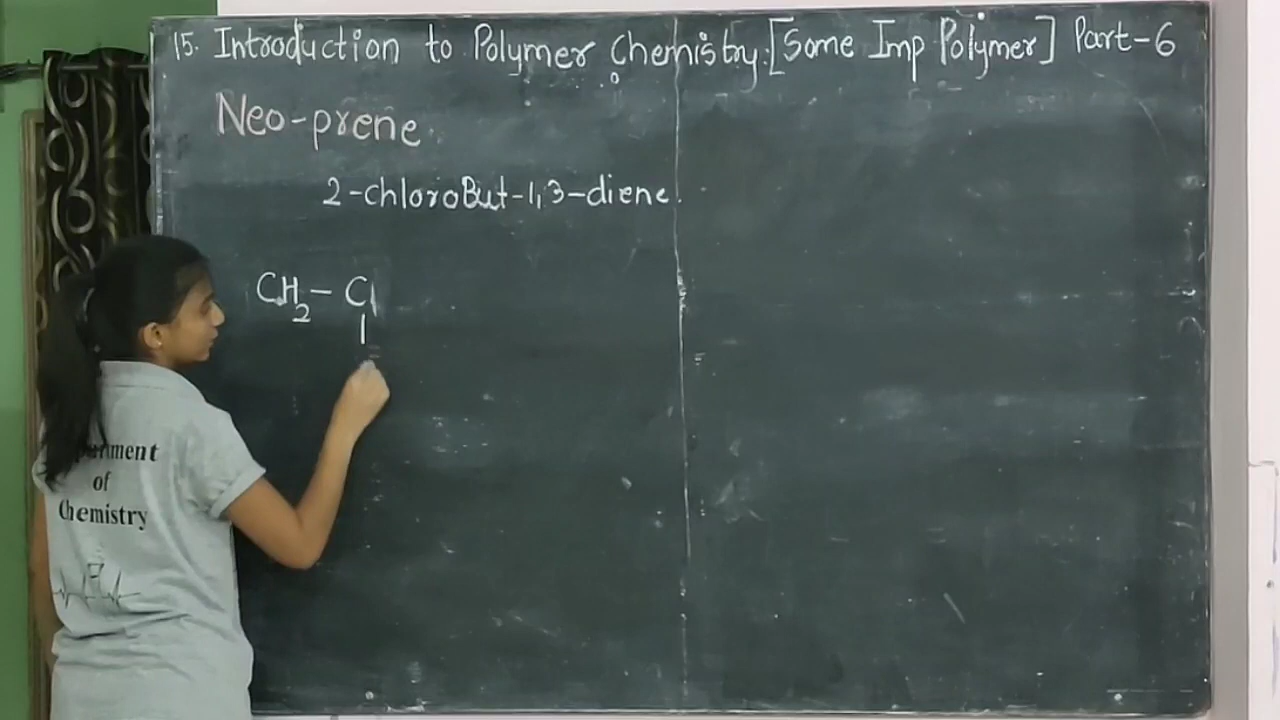 15. Introduction to Polymer Chemistry:[Some Imp Polymer] Part-6
Neo-prene
2-chloroBut-1,3-diene.
CH2 - Cl
of
Chemistry